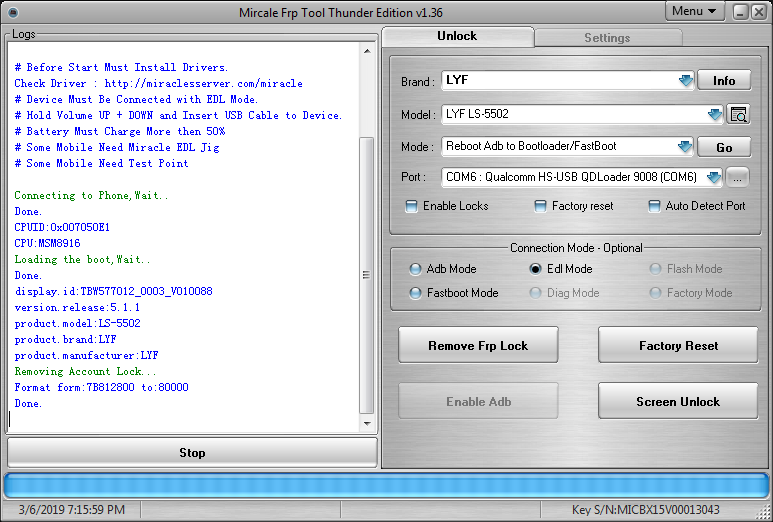 Mircale Frp Tool Thunder Edition v1.36
Menu
Logs
# Before Start Must Install Drivers.
Check Driver : http://miraclesserver.com/miracle
# Device Must Be Connected with EDL Mode.
# Hold Volume UP + DOWN and Insert USB Cable to Device.
# Battery Must Charge More then 50%
# Some Mobile Need Miracle EDL Jig
# Some Mobile Need Test Point
Connecting to Phone,Wait..
Done.
CPUID:0x007050E1
CPU:MSM8916
Loading the boot,Wait..
Done.
display.id:TBW577012_0003_V010088
version.release:5.1.1
product.model:LS-5502
product.brand:LYF
product.manufacturer:LYF
Removing Account Lock...
Format form:7B812800 to:80000
Done.
Stop
Unlock
Settings
Brand : LYF Info
Model : LYF LS-5502
Mode : Reboot Adb to Bootloader/FastBoot Go
Port : COM6 : Qualcomm HS-USB QDLoader 9008 (COM6) ...
Enable Locks Factory reset Auto Detect Port
Connection Mode - Optional
Adb Mode Edl Mode Flash Mode
Fastboot Mode Diag Mode Factory Mode
Remove Frp Lock Factory Reset
Enable Adb Screen Unlock
3/6/2019 7:15:59 PM
Key S/N:MICBX15V00013043